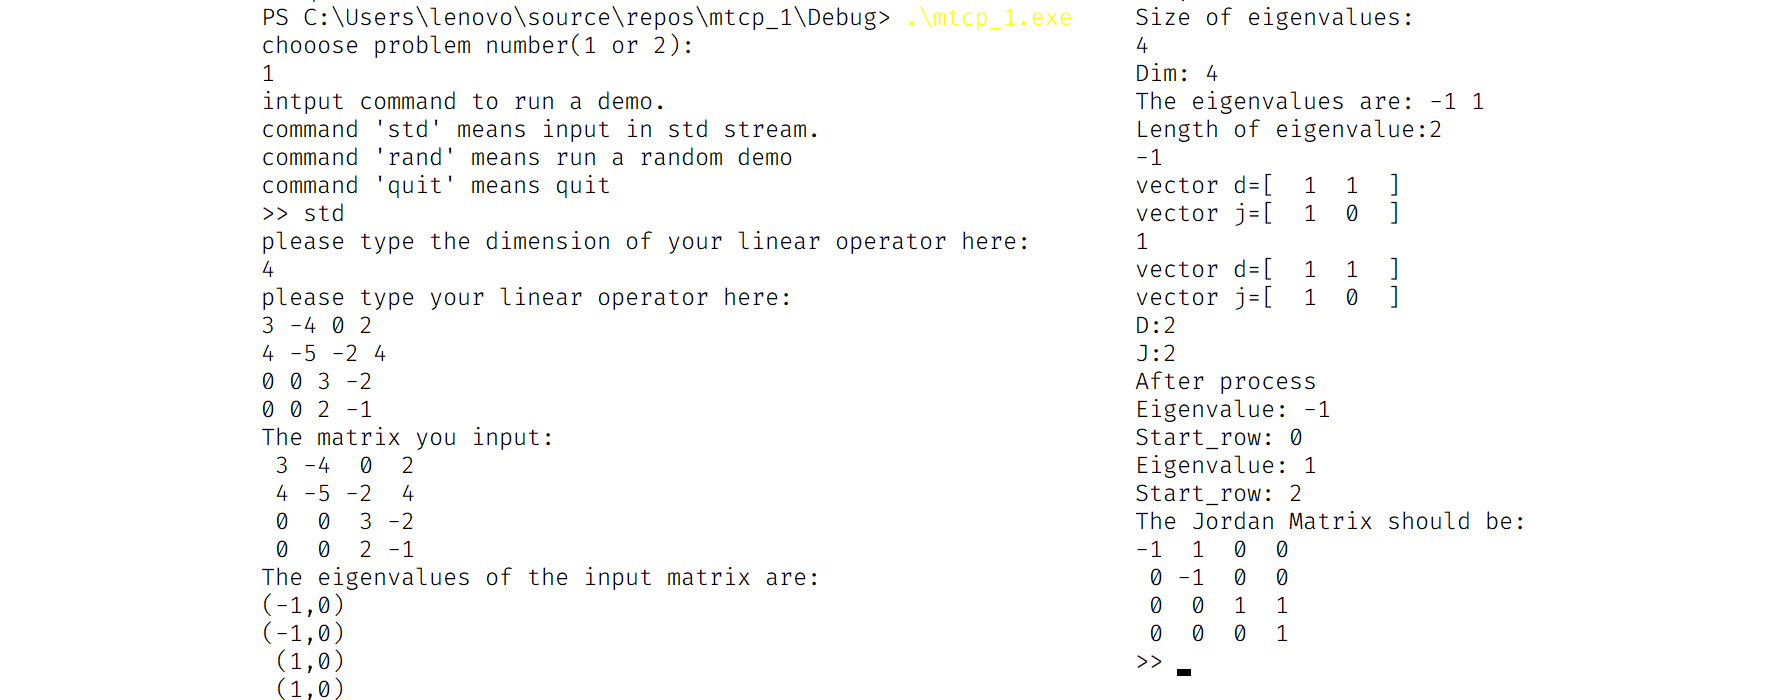 PS C:\Users\lenovo\source\repos\mtcp_1\Debug> .\mtcp_1.exe
chooose problem number(1 or 2):
1
intput command to run a demo.
command 'std' means input in std stream.
command 'rand' means run a random demo
command 'quit' means quit
>> std
please type the dimension of your linear operator here:
4
please type your linear operator here:
3 -4 0 2
4 -5 -2 4
0 0 3 -2
0 0 2 -1
The matrix you input:
3 -4 0 2
4 -5 -2 4
0 0 3 -2
0 0 2 -1
The eigenvalues of the input matrix are:
(-1,0)
(-1,0)
(1,0)
(1,0)
Size of eigenvalues:
4
Dim: 4
The eigenvalues are: -1 1
Length of eigenvalue:2
-1
vector d=[ 1 1 ]
vector j=[ 1 0 ]
1
vector d=[ 1 1 ]
vector j=[ 1 0 ]
D:2
J:2
After process
Eigenvalue: -1
Start_row: 0
Eigenvalue: 1
Start_row: 2
The Jordan Matrix should be:
-1 1 0 0
0 -1 0 0
0 0 1 1
0 0 0 1
>>